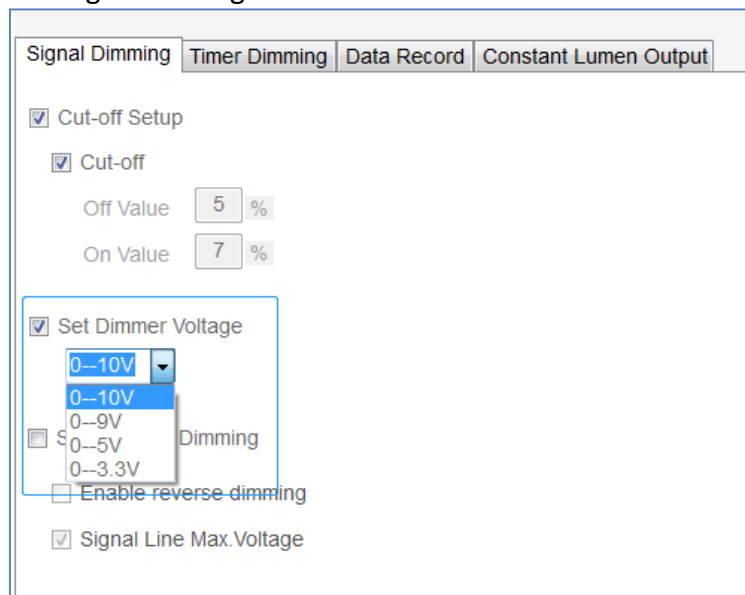 Signal Dimming Timer Dimming Data Record Constant Lumen Output
Cut-off Setup
Cut-off
Off Value 5 %
On Value 7 %
Set Dimmer Voltage
0--10V
0--10V
0--9V
0--5V
0--3.3V
Dimming
Enable reverse dimming
Signal Line Max.Voltage